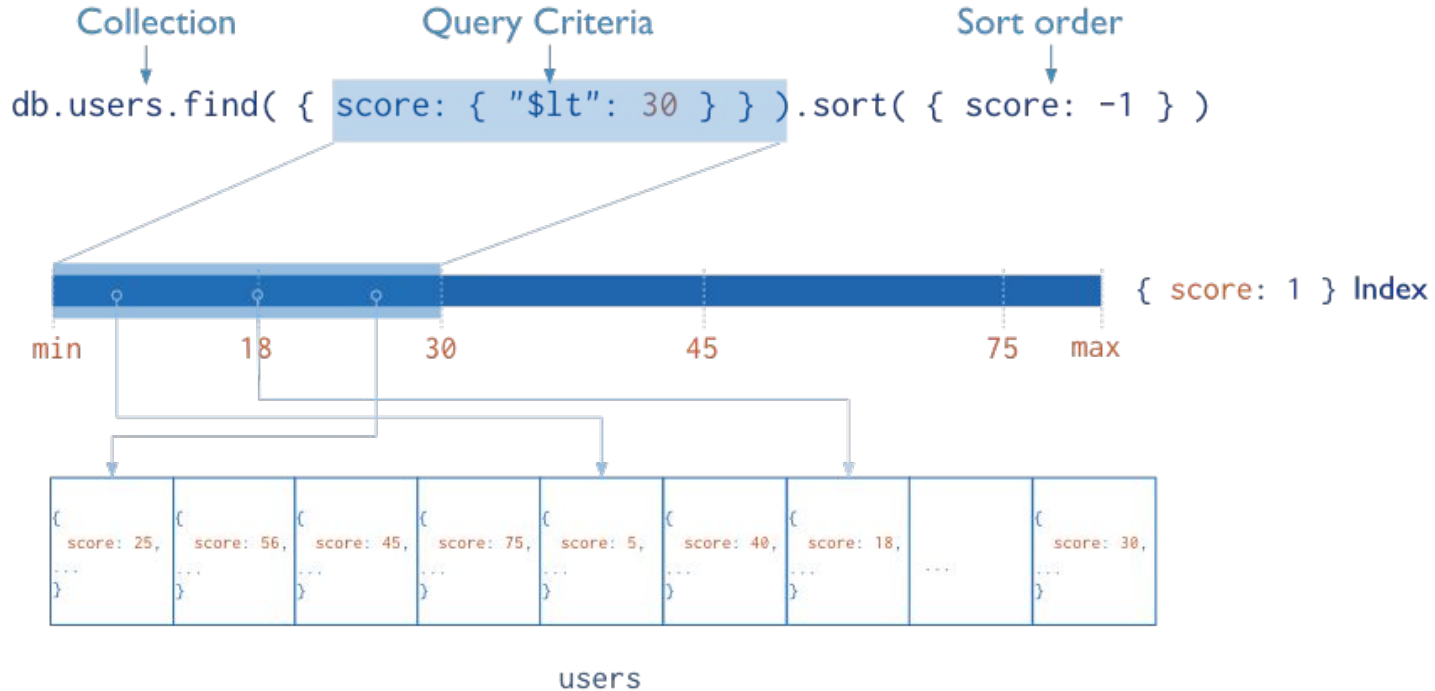 Collection Query Criteria Sort order
db.users.find( { score: { "$lt": 30 } } ).sort( { score: -1 } )
{ score: 1 } Index
min 18 30 45 75 max
{ { { { { { { {
score: 25, score: 56, score: 45, score: 75, score: 5, score: 40, score: 18, score: 30,
... ... ... ... ... ... ... ... ...
} } } } } } } }
users